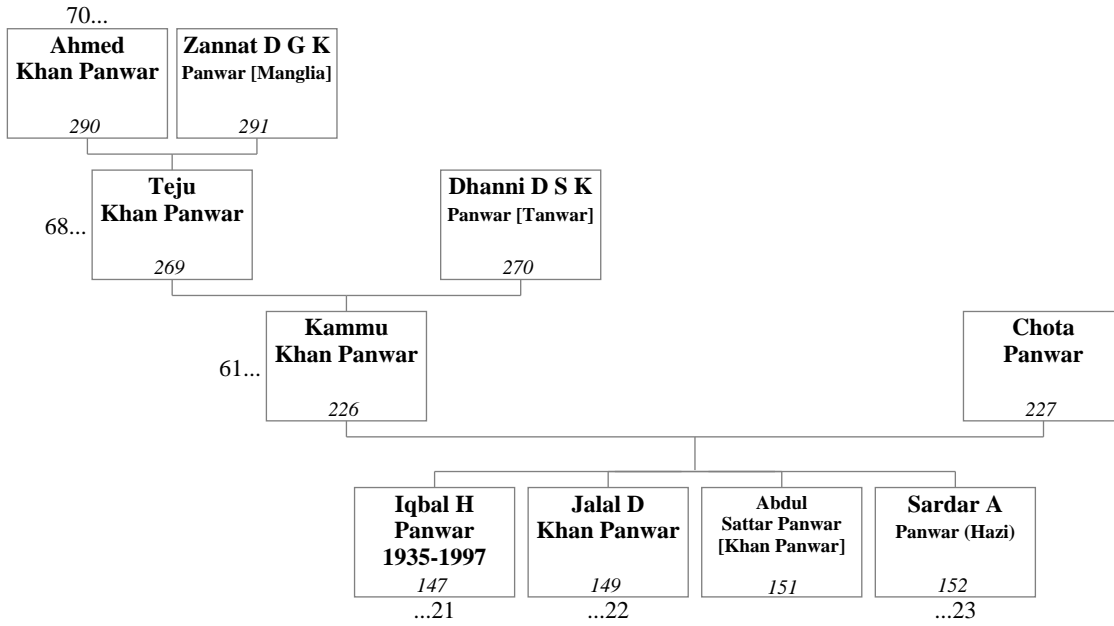 70...
Ahmed
Khan Panwar
290
Zannat D G K
Panwar [Manglia]
291
68...
Teju
Khan Panwar
269
Dhanni D S K
Panwar [Tanwar]
270
61...
Kammu
Khan Panwar
226
Chota
Panwar
227
Iqbal H
Panwar
1935-1997
147
...21
Jalal D
Khan Panwar
149
...22
Abdul
Sattar Panwar
[Khan Panwar]
151
Sardar A
Panwar (Hazi)
152
...23